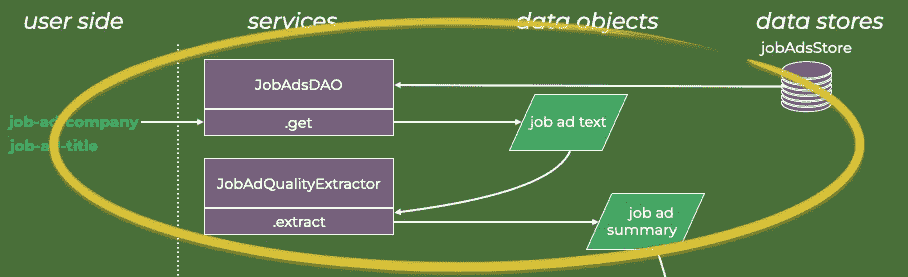 user side
services
data objects
data stores
jobAdsStore
JobAdsDAO
.get
job ad text
job-ad-company
job-ad-title
JobAdQualityExtractor
.extract
job ad
summary